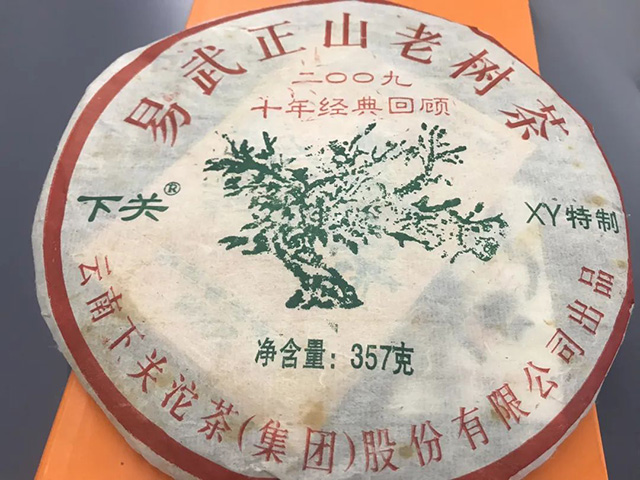 易武正山老树茶
二〇〇九
十年经典回顾
下关®
XY特制
净含量：357克
云南下关沱茶(集团)股份有限公司出品